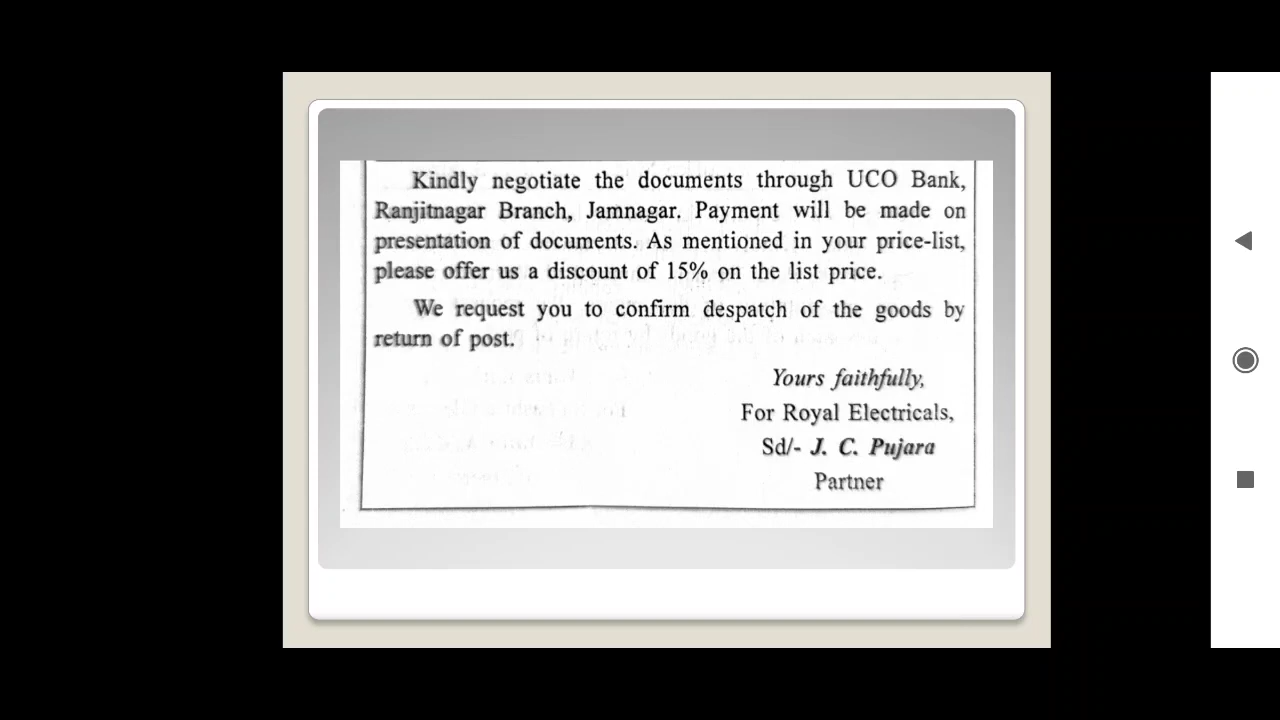 Kindly negotiate the documents through UCO Bank,
Ranjitnagar Branch, Jamnagar. Payment will be made on
presentation of documents. As mentioned in your price-list,
please offer us a discount of 15% on the list price.
We request you to confirm despatch of the goods by
return of post.
Yours faithfully,
For Royal Electricals,
Sd/- J. C. Pujara
Partner